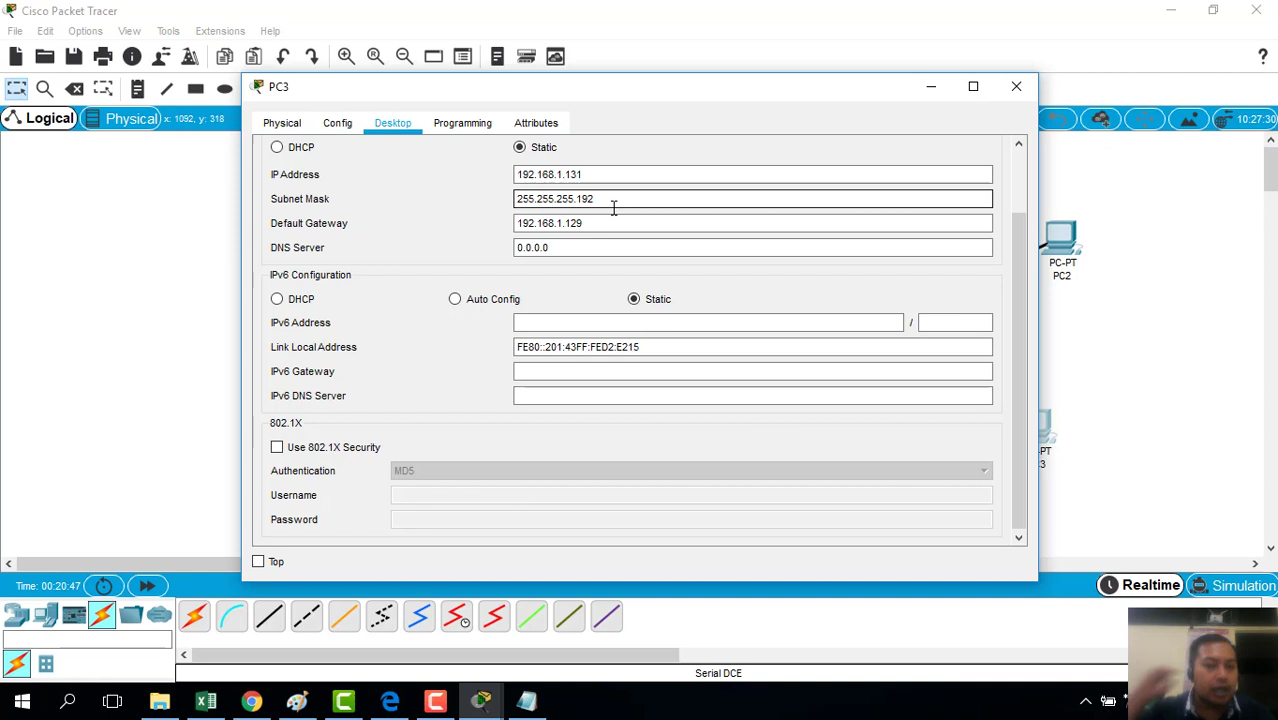 Cisco Packet Tracer
File Edit Options View Tools Extensions Help
PC3
Logical Physical x: 1092, y: 318 10:27:30
Physical Config Desktop Programming Attributes
DHCP Static
IP Address 192.168.1.131
Subnet Mask 255.255.255.192
Default Gateway 192.168.1.129
DNS Server 0.0.0.0
PC-PT
PC2
IPv6 Configuration
DHCP Auto Config Static
IPv6 Address /
Link Local Address FE80::201:43FF:FED2:E215
IPv6 Gateway
IPv6 DNS Server
802.1X
Use 802.1X Security
-PT
3
Authentication MD5
Username
Password
Top
Time: 00:20:47 Realtime Simulation
Serial DCE